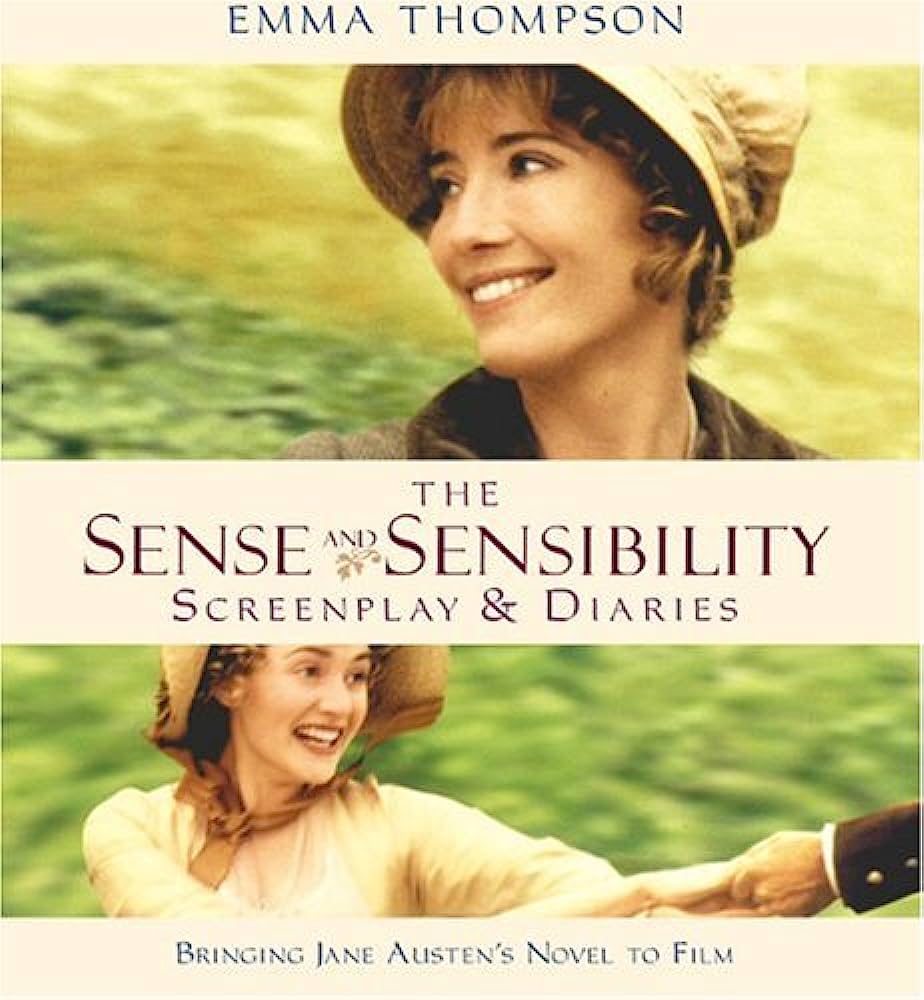 EMMA THOMPSON
THE
SENSE AND SENSIBILITY
SCREENPLAY & DIARIES
BRINGING JANE AUSTEN'S NOVEL TO FILM